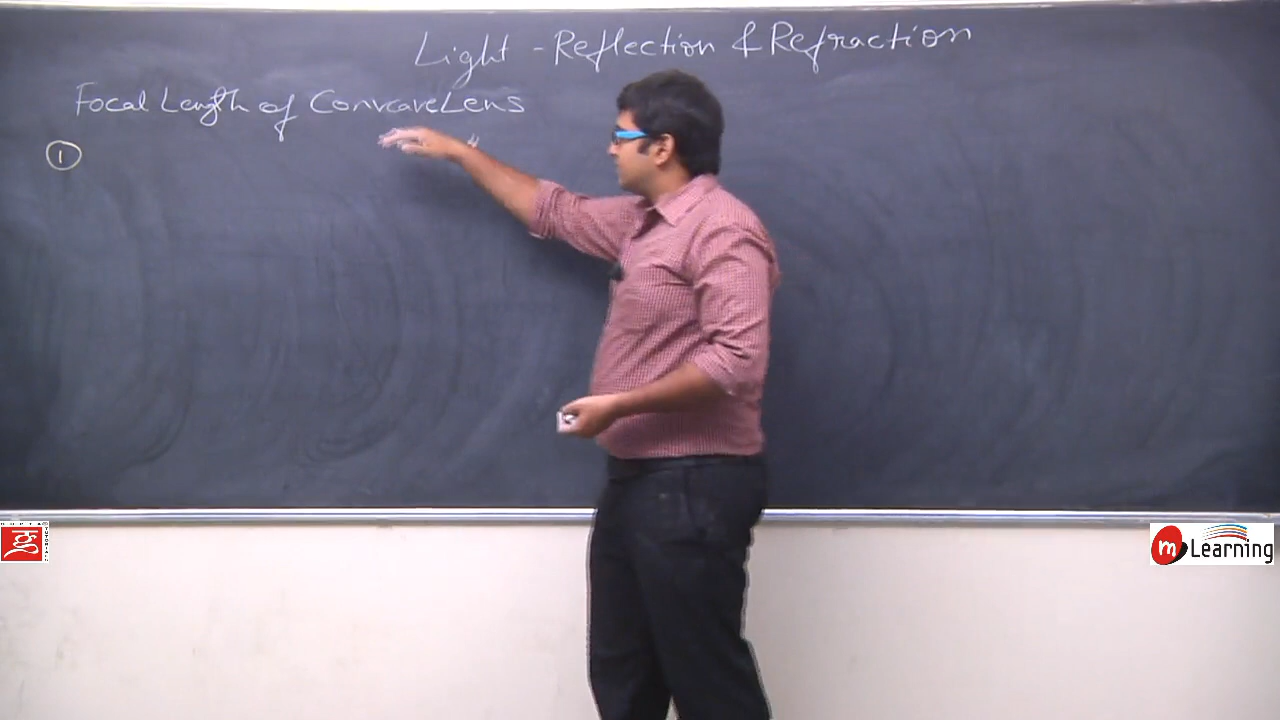 Light - Reflection & Refraction
Focal Length of Concave Lens
①
g
m Learning